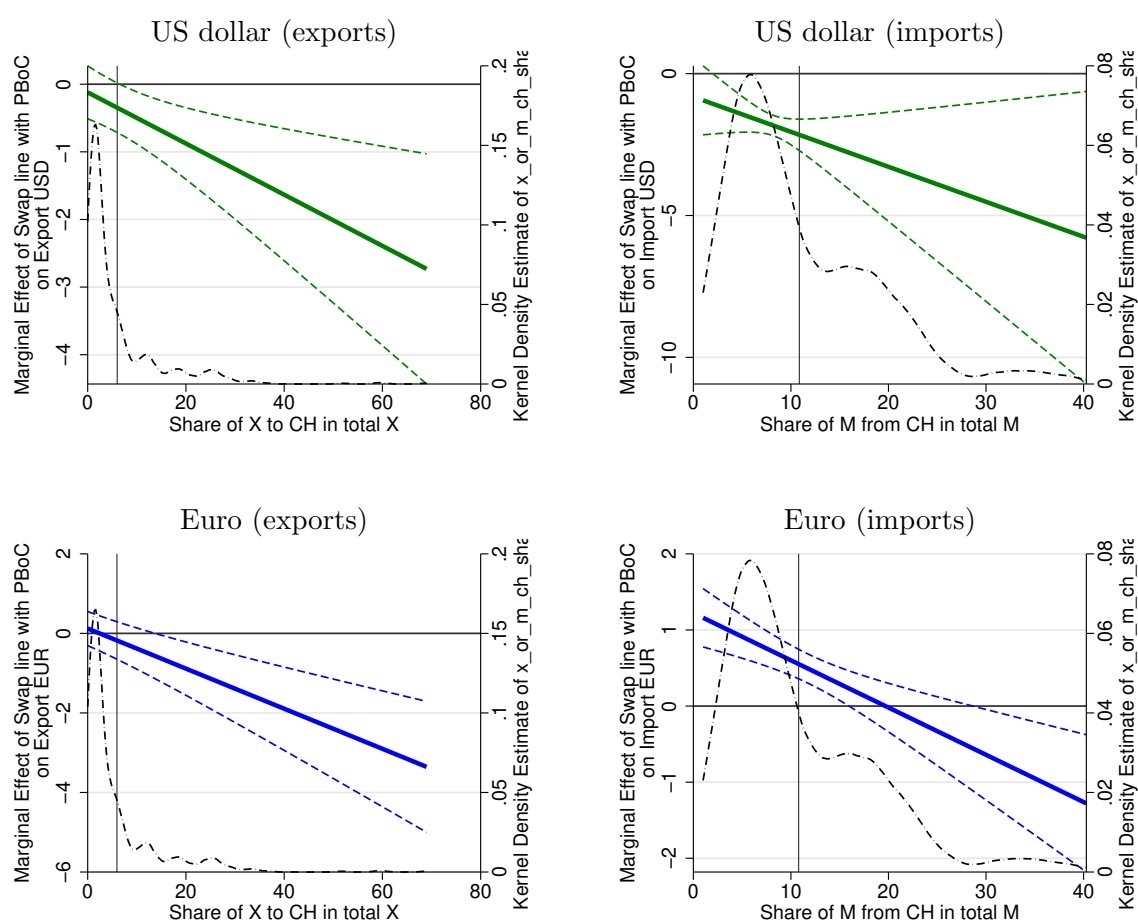 US dollar (exports)
Marginal Effect of Swap line with PBoC
on Export USD
0
−1
−2
−3
−4
.2
.15
.1
.05
0
Kernel Density Estimate of x_or_m_ch_sha
0 20 40 60 80
Share of X to CH in total X
US dollar (imports)
Marginal Effect of Swap line with PBoC
on Import USD
0
−5
−10
.08
.06
.04
.02
0
Kernel Density Estimate of x_or_m_ch_sha
0 10 20 30 40
Share of M from CH in total M
Euro (exports)
Marginal Effect of Swap line with PBoC
on Export EUR
2
0
−2
−4
−6
.2
.15
.1
.05
0
Kernel Density Estimate of x_or_m_ch_sha
0 20 40 60 80
Share of X to CH in total X
Euro (imports)
Marginal Effect of Swap line with PBoC
on Import EUR
2
1
0
−1
−2
.08
.06
.04
.02
0
Kernel Density Estimate of x_or_m_ch_sha
0 10 20 30 40
Share of M from CH in total M